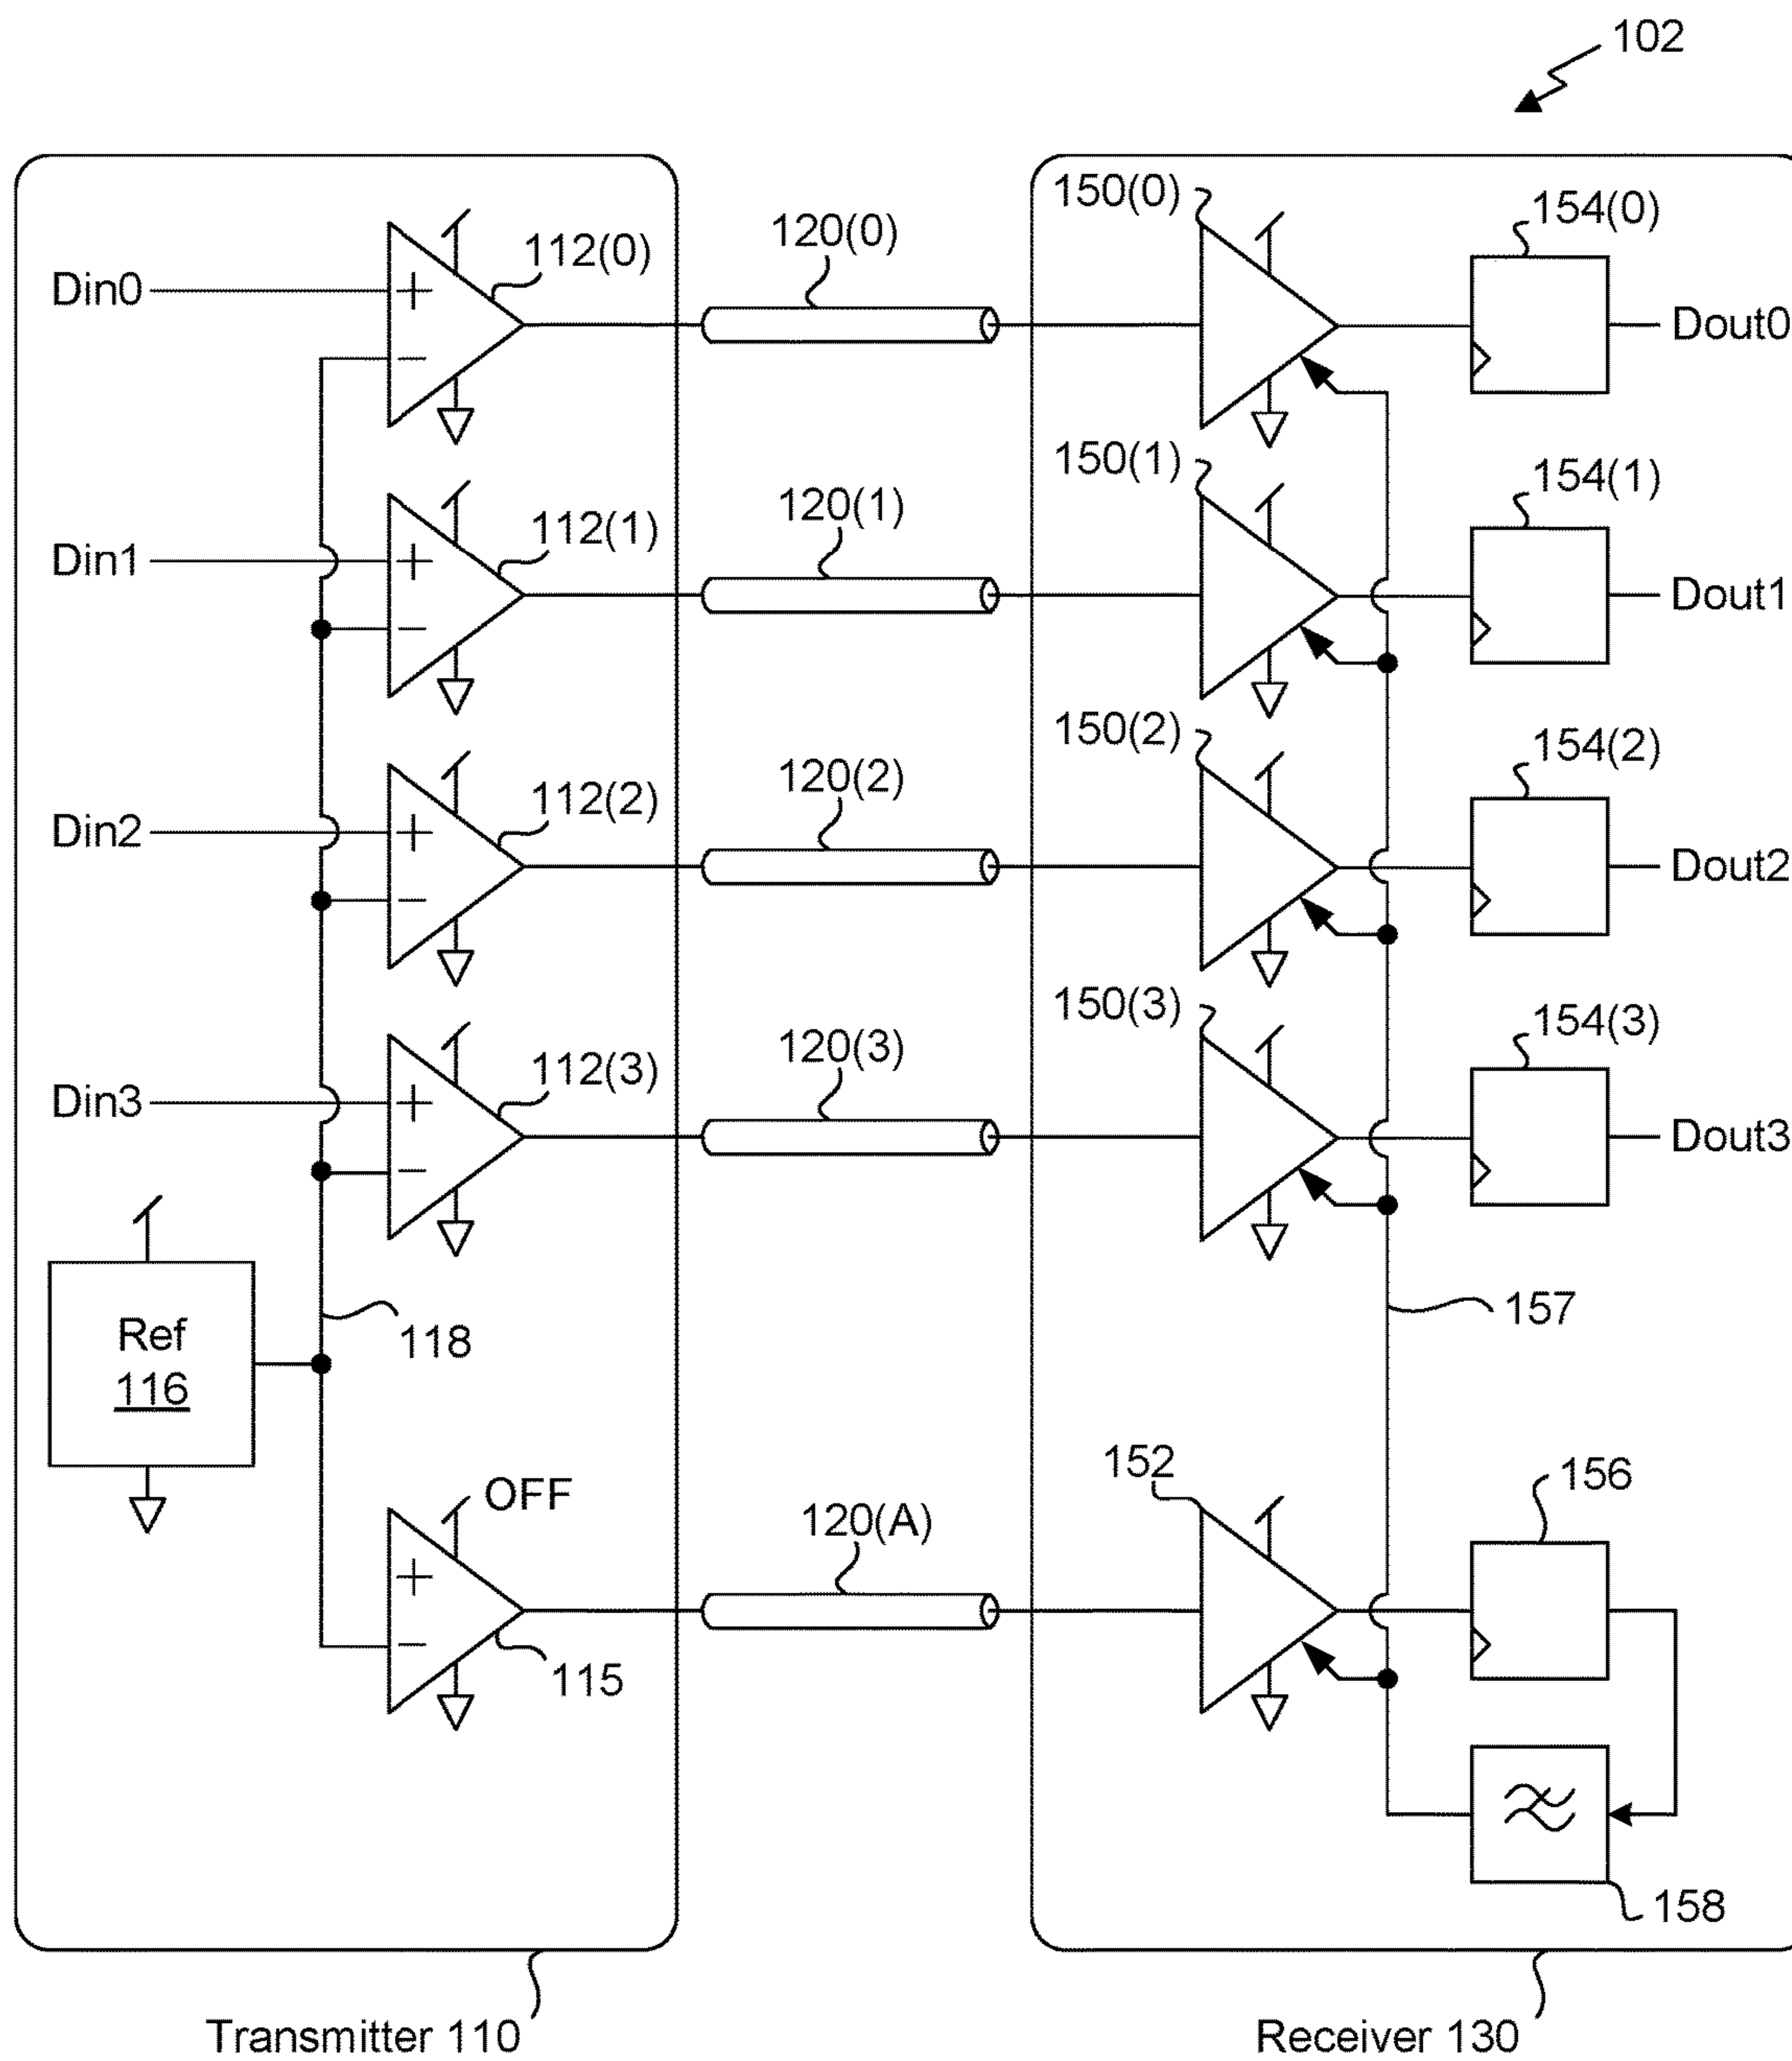 102
150(0)
154(0)
120(0)
112(0)
Din0
+
−
Dout0
150(1)
154(1)
120(1)
112(1)
Din1
+
−
Dout1
150(2)
154(2)
120(2)
112(2)
Din2
+
−
Dout2
150(3)
154(3)
120(3)
112(3)
Din3
+
−
Dout3
Ref
116
118
157
OFF
152
156
120(A)
+
−
115
158
Transmitter 110
Receiver 130